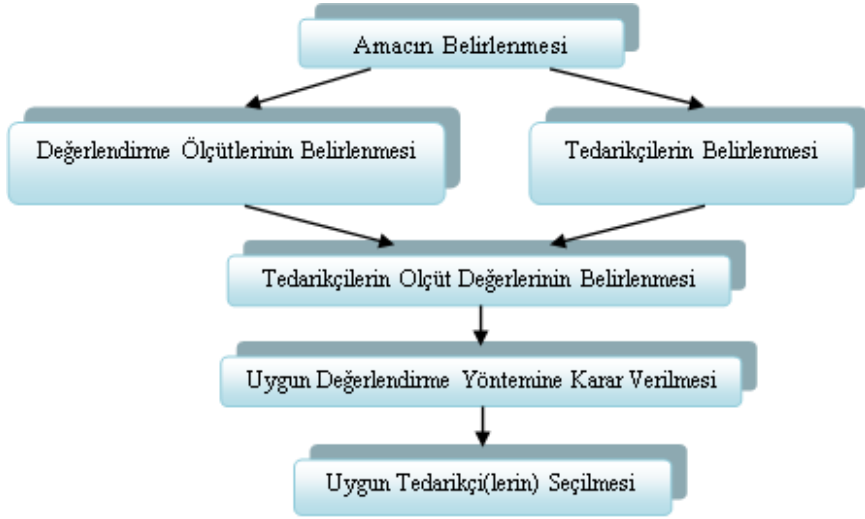 Amacın Belirlenmesi
Değerlendirme Ölçütlerinin Belirlenmesi
Tedarikçilerin Belirlenmesi
Tedarikçilerin Olçüt Değerlerinin Belirlenmesi
Uygun Değerlendirme Yöntemine Karar Verilmesi
Uygun Tedarikçi(lerin) Seçilmesi